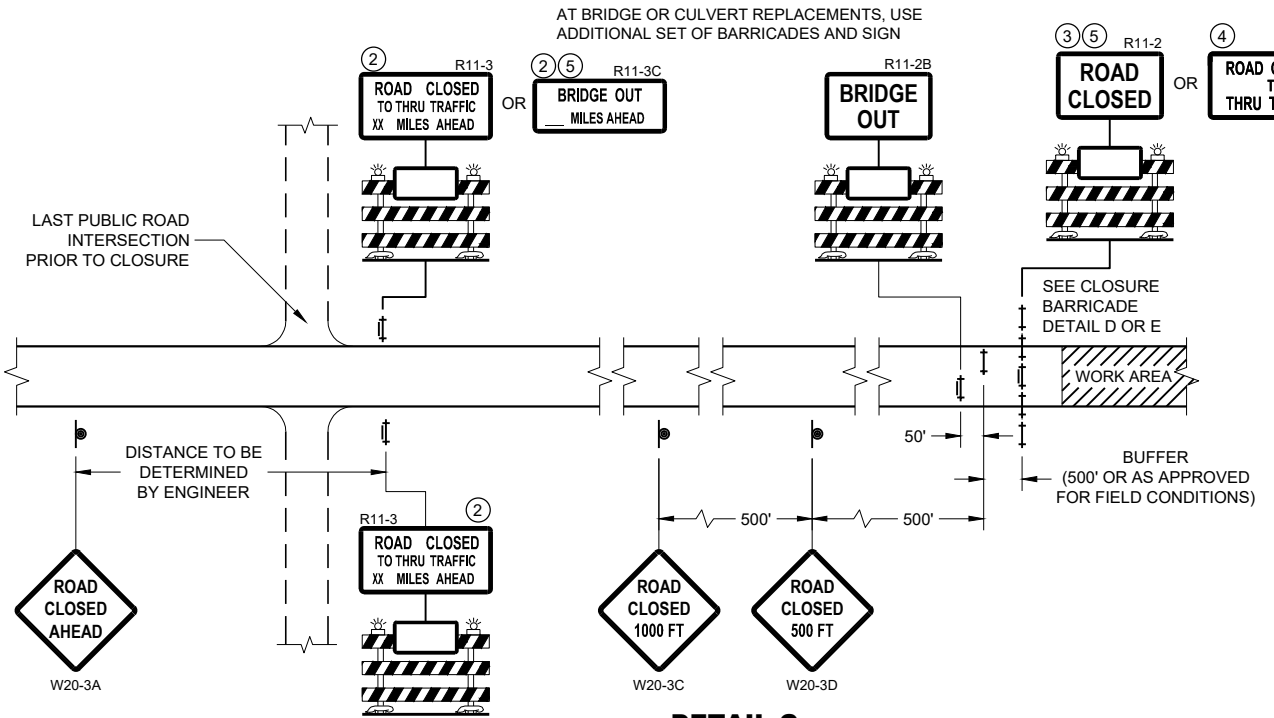 AT BRIDGE OR CULVERT REPLACEMENTS, USE
ADDITIONAL SET OF BARRICADES AND SIGN
2
R11-3
ROAD CLOSED
TO THRU TRAFFIC
XX MILES AHEAD
OR
2 5
R11-3C
BRIDGE OUT
___ MILES AHEAD
R11-2B
BRIDGE
OUT
3 5
R11-2
ROAD
CLOSED
OR
4
ROAD
THRU
LAST PUBLIC ROAD
INTERSECTION
PRIOR TO CLOSURE
SEE CLOSURE
BARRICADE
DETAIL D OR E
WORK AREA
DISTANCE TO BE
DETERMINED
BY ENGINEER
50'
BUFFER
(500' OR AS APPROVED
FOR FIELD CONDITIONS)
500'
500'
R11-3
2
ROAD CLOSED
TO THRU TRAFFIC
XX MILES AHEAD
ROAD
CLOSED
AHEAD
W20-3A
ROAD
CLOSED
1000 FT
W20-3C
ROAD
CLOSED
500 FT
W20-3D
DETAIL C